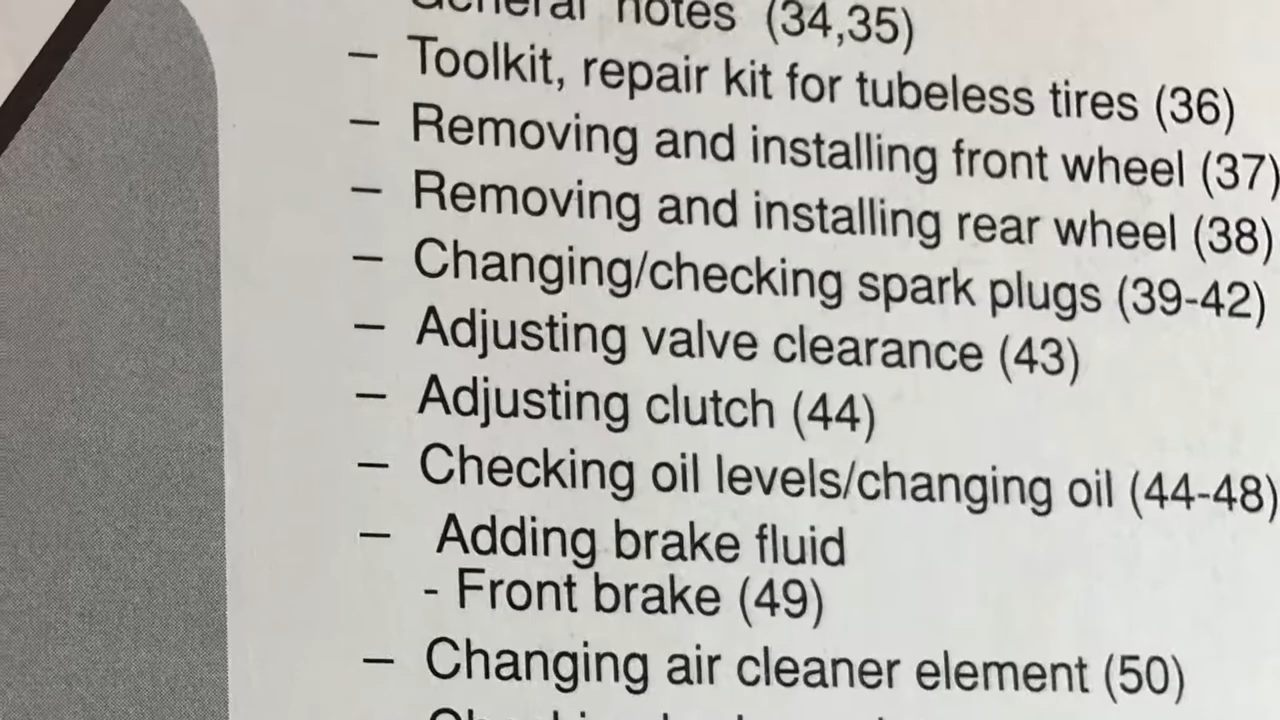 General notes (34,35)
– Toolkit, repair kit for tubeless tires (36)
– Removing and installing front wheel (37)
– Removing and installing rear wheel (38)
– Changing/checking spark plugs (39-42)
– Adjusting valve clearance (43)
– Adjusting clutch (44)
– Checking oil levels/changing oil (44-48)
– Adding brake fluid
- Front brake (49)
– Changing air cleaner element (50)